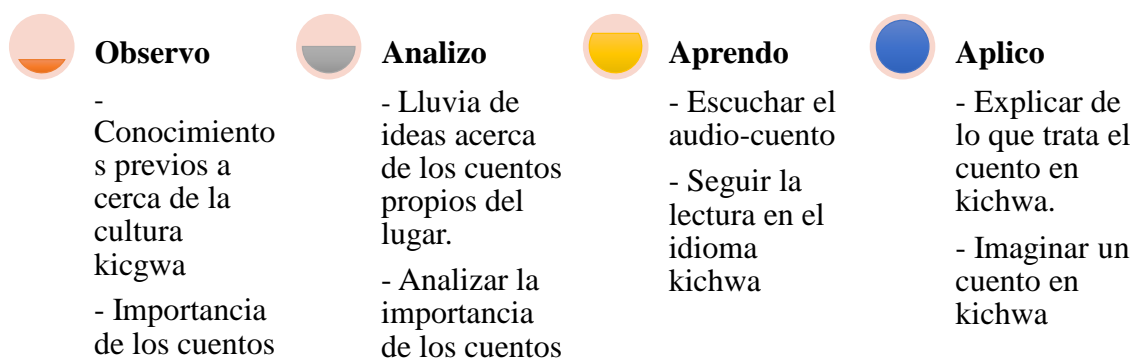 Observo
-
Conocimiento
s previos a
cerca de la
cultura
kicgwa
- Importancia
de los cuentos
Analizo
- Lluvia de
ideas acerca
de los cuentos
propios del
lugar.
- Analizar la
importancia
de los cuentos
Aprendo
- Escuchar el
audio-cuento
- Seguir la
lectura en el
idioma
kichwa
Aplico
- Explicar de
lo que trata el
cuento en
kichwa.
- Imaginar un
cuento en
kichwa